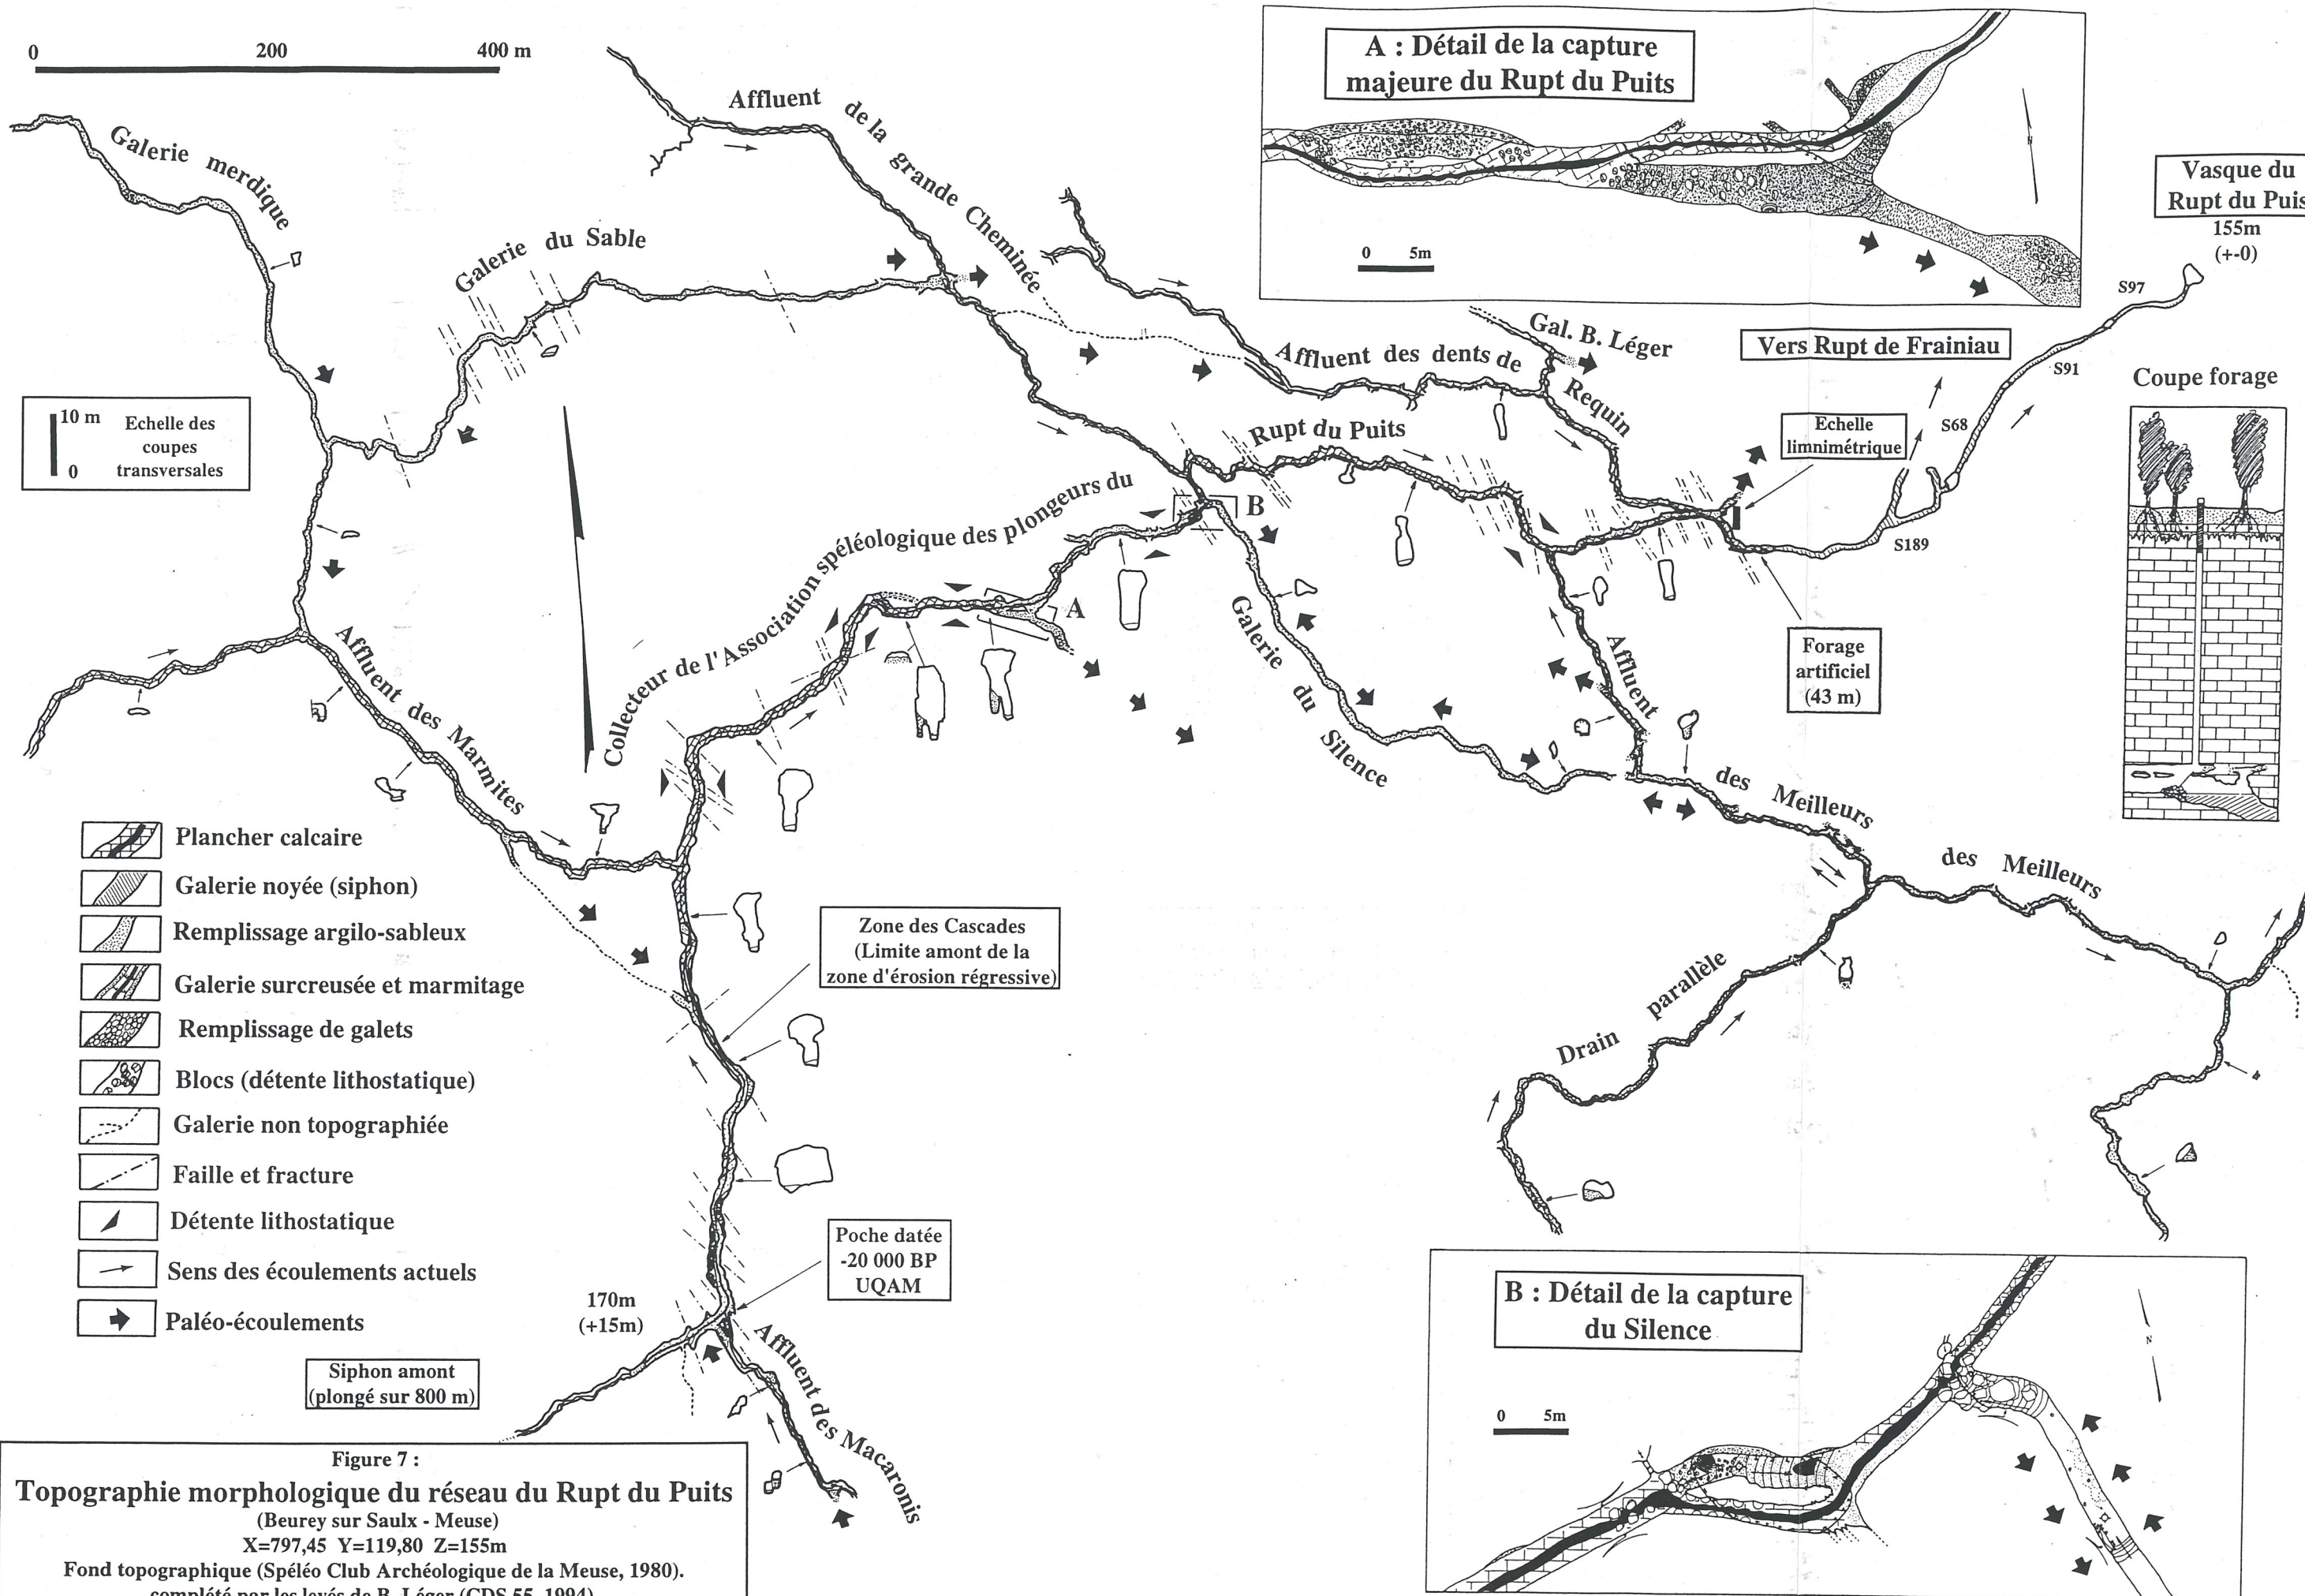 0 200 400 m
Galerie merdique
Affluent de la grande Cheminée
Galerie du Sable
A : Détail de la capture
majeure du Rupt du Puits
0 5m
N
Vasque du
Rupt du Puis
155m
(+-0)
S97
S91
S68
S189
Gal. B. Léger
Vers Rupt de Frainiau
Affluent des dents de Requin
Coupe forage
10 m
0
Echelle des
coupes
transversales
Echelle
limnimétrique
Rupt du Puits
Collecteur de l'Association spéléologique des plongeurs du
B
A
Galerie du Silence
Affluent des Meilleurs
Forage
artificiel
(43 m)
Affluent des Marmites
des Meilleurs
Drain parallèle
Plancher calcaire
Galerie noyée (siphon)
Remplissage argilo-sableux
Galerie surcreusée et marmitage
Remplissage de galets
Blocs (détente lithostatique)
Galerie non topographiée
Faille et fracture
Détente lithostatique
Sens des écoulements actuels
Paléo-écoulements
Zone des Cascades
(Limite amont de la
zone d'érosion régressive)
Poche datée
-20 000 BP
UQAM
170m
(+15m)
Siphon amont
(plongé sur 800 m)
Affluent des Macaronis
B : Détail de la capture
du Silence
0 5m
N
Figure 7 :
Topographie morphologique du réseau du Rupt du Puits
(Beurey sur Saulx - Meuse)
X=797,45 Y=119,80 Z=155m
Fond topographique (Spéléo Club Archéologique de la Meuse, 1980).
complété par les levés de B. Léger (CDS 55, 1994)